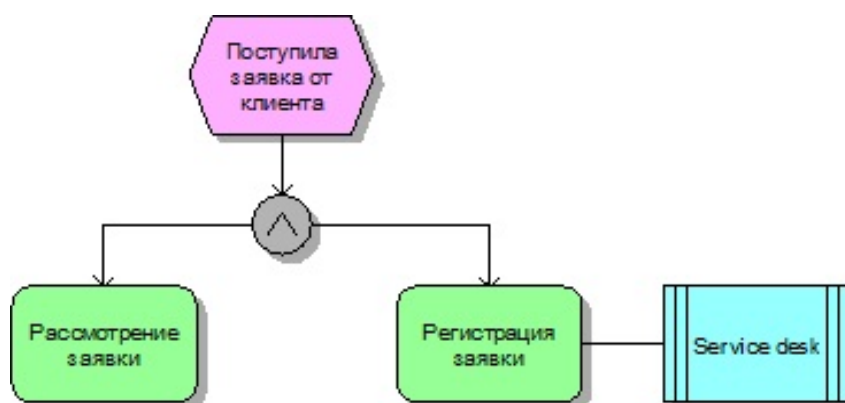 Поступила
заявка от
клиента
Рассмотрение
заявки
Регистрация
заявки
Service desk